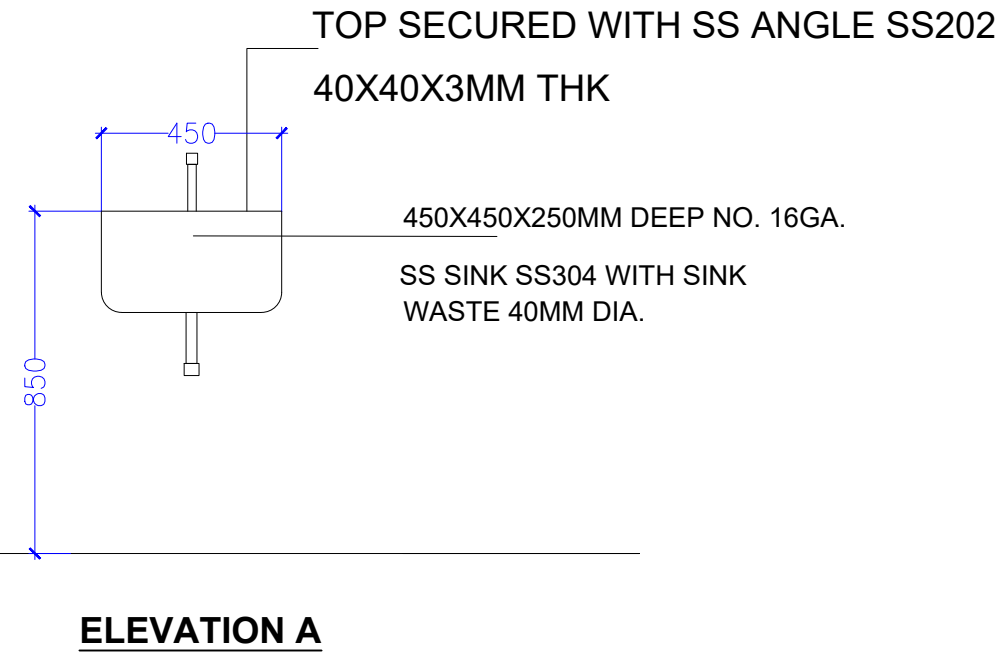 TOP SECURED WITH SS ANGLE SS202
40X40X3MM THK
450
450X450X250MM DEEP NO. 16GA.
SS SINK SS304 WITH SINK
WASTE 40MM DIA.
850
ELEVATION A